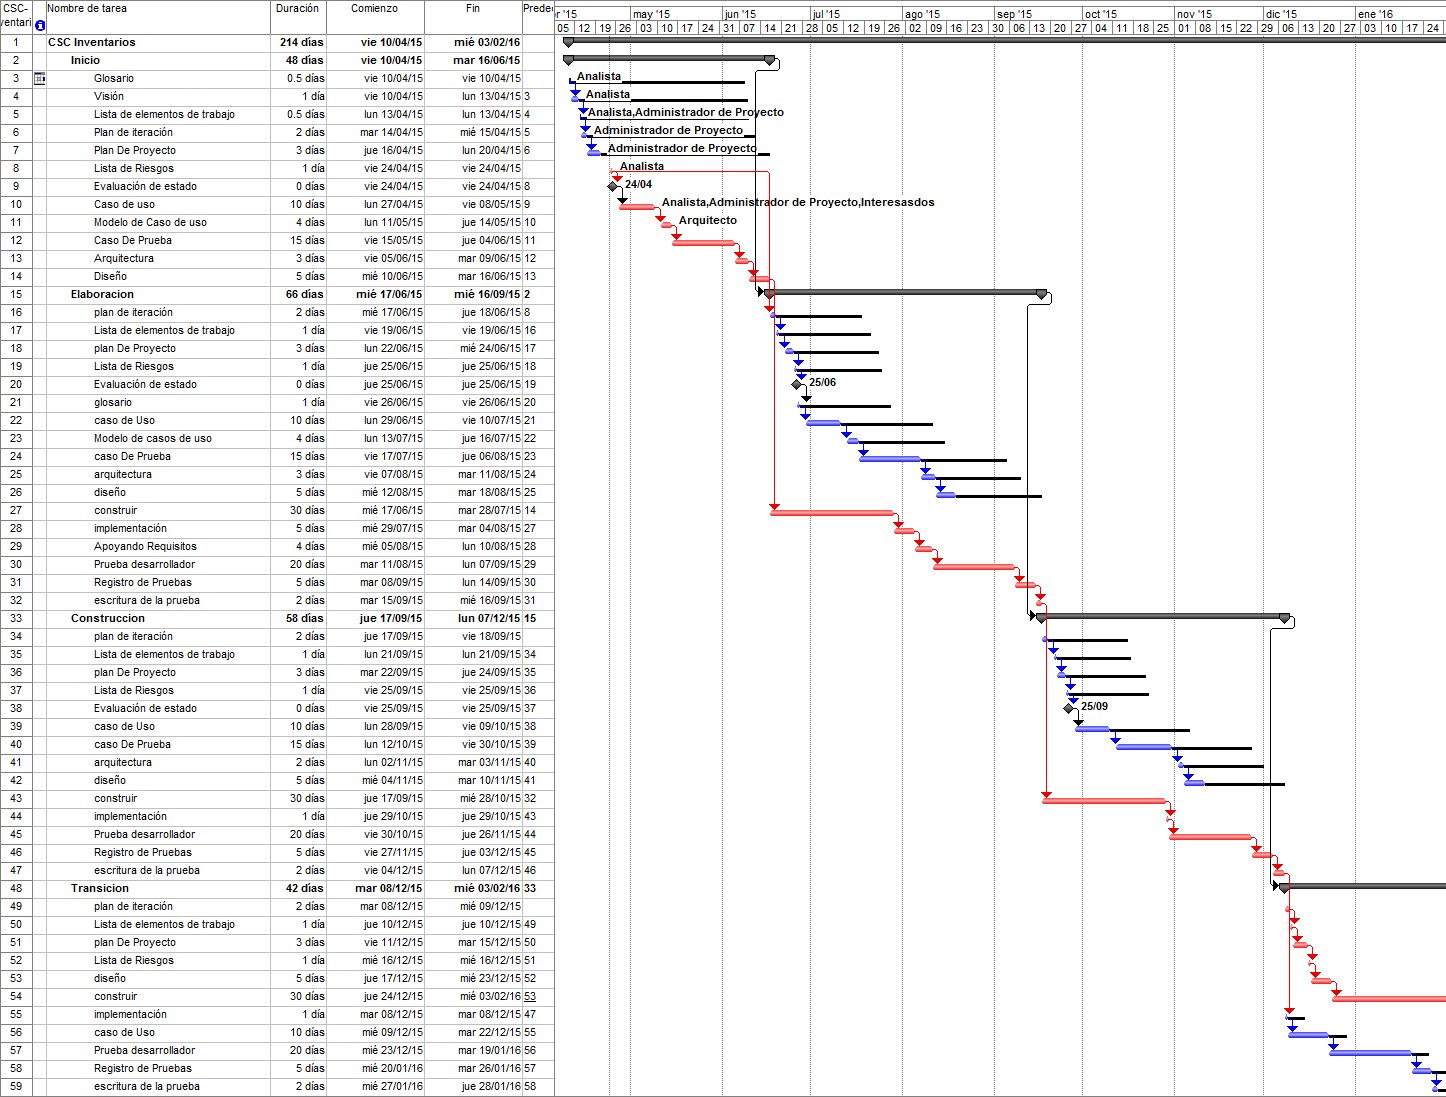 CSC-
ventari
Nombre de tarea Duración Comienzo Fin Prede
r '15 may '15 jun '15 jul '15 ago '15 sep '15 oct '15 nov '15 dic '15 ene '16
05 12 19 26 03 10 17 24 31 07 14 21 28 05 12 19 26 02 09 16 23 30 06 13 20 27 04 11 18 25 01 08 15 22 29 06 13 20 27 03 10 17 24
1 CSC Inventarios 214 días vie 10/04/15 mié 03/02/16
2 Inicio 48 días vie 10/04/15 mar 16/06/15
3 Glosario 0.5 días vie 10/04/15 vie 10/04/15 Analista
4 Visión 1 día vie 10/04/15 lun 13/04/15 3 Analista
5 Lista de elementos de trabajo 0.5 días lun 13/04/15 lun 13/04/15 4 Analista,Administrador de Proyecto
6 Plan de iteración 2 días mar 14/04/15 mié 15/04/15 5 Administrador de Proyecto
7 Plan De Proyecto 3 días jue 16/04/15 lun 20/04/15 6 Administrador de Proyecto
8 Lista de Riesgos 1 día vie 24/04/15 vie 24/04/15 Analista
9 Evaluación de estado 0 días vie 24/04/15 vie 24/04/15 8 24/04
10 Caso de uso 10 días lun 27/04/15 vie 08/05/15 9 Analista,Administrador de Proyecto,Interesasdos
11 Modelo de Caso de uso 4 días lun 11/05/15 jue 14/05/15 10 Arquitecto
12 Caso De Prueba 15 días vie 15/05/15 jue 04/06/15 11
13 Arquitectura 3 días vie 05/06/15 mar 09/06/15 12
14 Diseño 5 días mié 10/06/15 mar 16/06/15 13
15 Elaboracion 66 días mié 17/06/15 mié 16/09/15 2
16 plan de iteración 2 días mié 17/06/15 jue 18/06/15 8
17 Lista de elementos de trabajo 1 día vie 19/06/15 vie 19/06/15 16
18 plan De Proyecto 3 días lun 22/06/15 mié 24/06/15 17
19 Lista de Riesgos 1 día jue 25/06/15 jue 25/06/15 18
20 Evaluación de estado 0 días jue 25/06/15 jue 25/06/15 19 25/06
21 glosario 1 día vie 26/06/15 vie 26/06/15 20
22 caso de Uso 10 días lun 29/06/15 vie 10/07/15 21
23 Modelo de casos de uso 4 días lun 13/07/15 jue 16/07/15 22
24 caso De Prueba 15 días vie 17/07/15 jue 06/08/15 23
25 arquitectura 3 días vie 07/08/15 mar 11/08/15 24
26 diseño 5 días mié 12/08/15 mar 18/08/15 25
27 construir 30 días mié 17/06/15 mar 28/07/15 14
28 implementación 5 días mié 29/07/15 mar 04/08/15 27
29 Apoyando Requisitos 4 días mié 05/08/15 lun 10/08/15 28
30 Prueba desarrollador 20 días mar 11/08/15 lun 07/09/15 29
31 Registro de Pruebas 5 días mar 08/09/15 lun 14/09/15 30
32 escritura de la prueba 2 días mar 15/09/15 mié 16/09/15 31
33 Construccion 58 días jue 17/09/15 lun 07/12/15 15
34 plan de iteración 2 días jue 17/09/15 vie 18/09/15
35 Lista de elementos de trabajo 1 día lun 21/09/15 lun 21/09/15 34
36 plan De Proyecto 3 días mar 22/09/15 jue 24/09/15 35
37 Lista de Riesgos 1 día vie 25/09/15 vie 25/09/15 36
38 Evaluación de estado 0 días vie 25/09/15 vie 25/09/15 37 25/09
39 caso de Uso 10 días lun 28/09/15 vie 09/10/15 38
40 caso De Prueba 15 días lun 12/10/15 vie 30/10/15 39
41 arquitectura 2 días lun 02/11/15 mar 03/11/15 40
42 diseño 5 días mié 04/11/15 mar 10/11/15 41
43 construir 30 días jue 17/09/15 mié 28/10/15 32
44 implementación 1 día jue 29/10/15 jue 29/10/15 43
45 Prueba desarrollador 20 días vie 30/10/15 jue 26/11/15 44
46 Registro de Pruebas 5 días vie 27/11/15 jue 03/12/15 45
47 escritura de la prueba 2 días vie 04/12/15 lun 07/12/15 46
48 Transicion 42 días mar 08/12/15 mié 03/02/16 33
49 plan de iteración 2 días mar 08/12/15 mié 09/12/15
50 Lista de elementos de trabajo 1 día jue 10/12/15 jue 10/12/15 49
51 plan De Proyecto 3 días vie 11/12/15 mar 15/12/15 50
52 Lista de Riesgos 1 día mié 16/12/15 mié 16/12/15 51
53 diseño 5 días jue 17/12/15 mié 23/12/15 52
54 construir 30 días jue 24/12/15 mié 03/02/16 53
55 implementación 1 día mar 08/12/15 mar 08/12/15 47
56 caso de Uso 10 días mié 09/12/15 mar 22/12/15 55
57 Prueba desarrollador 20 días mié 23/12/15 mar 19/01/16 56
58 Registro de Pruebas 5 días mié 20/01/16 mar 26/01/16 57
59 escritura de la prueba 2 días mié 27/01/16 jue 28/01/16 58